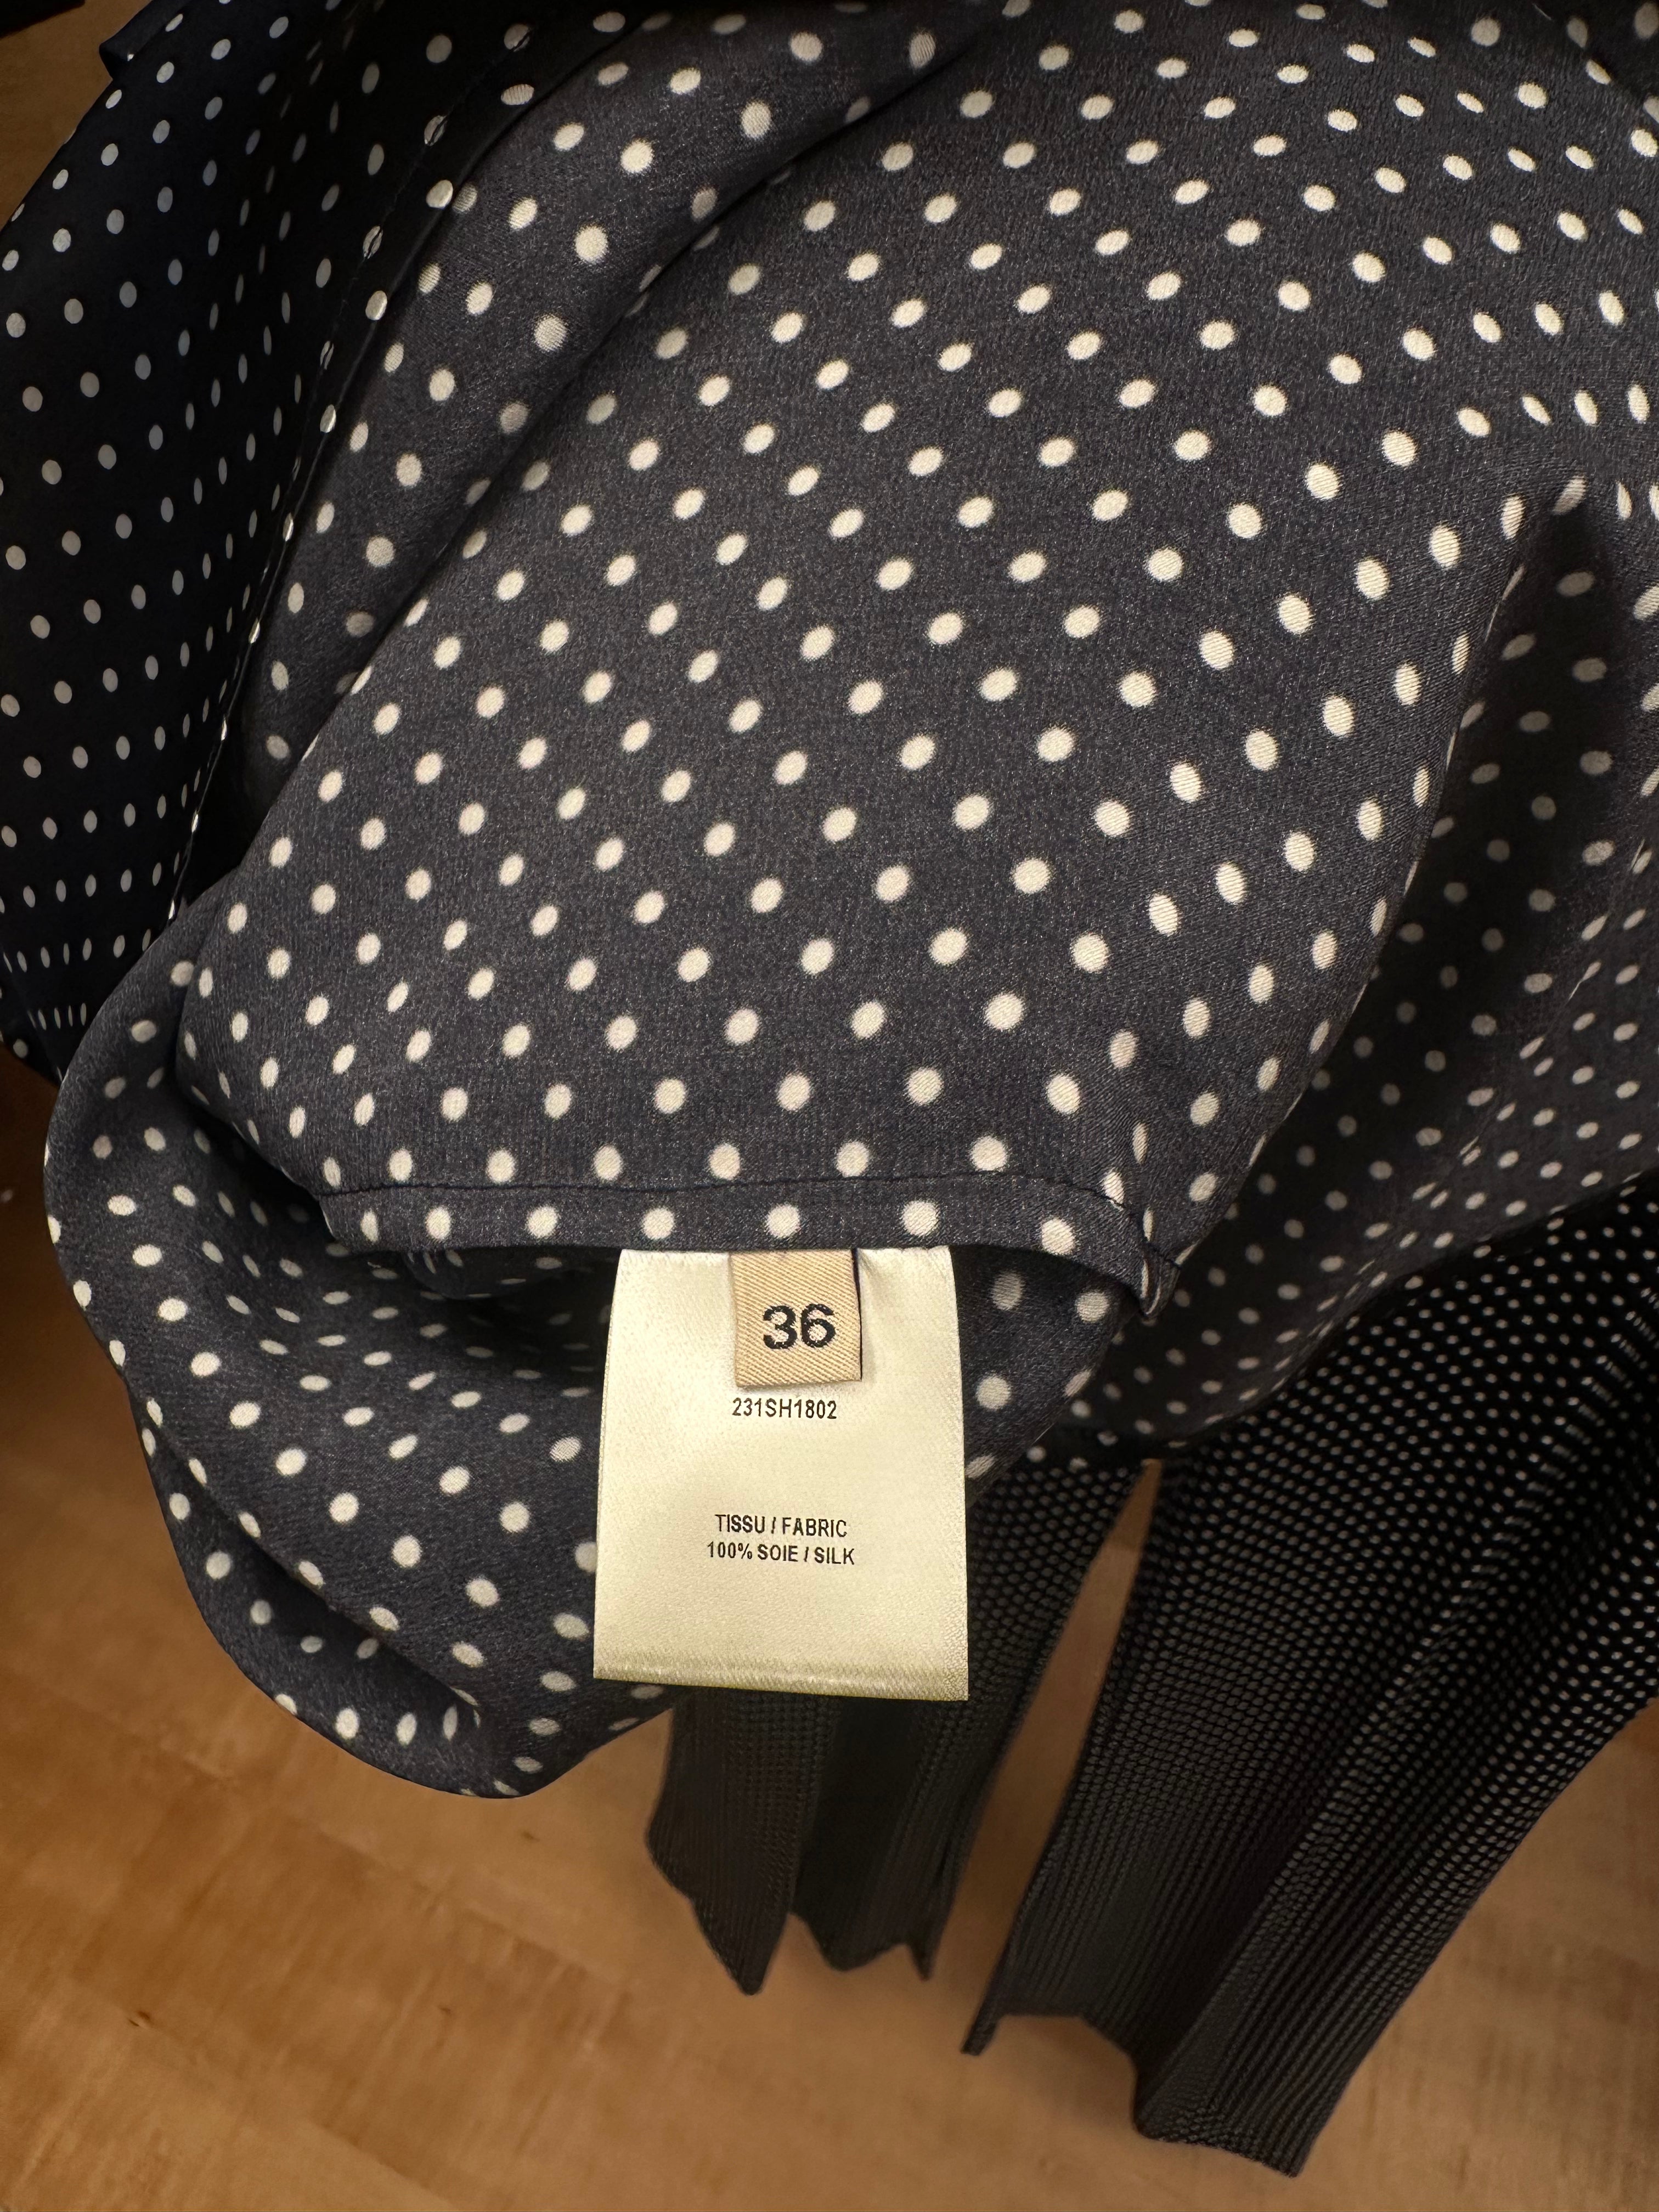 36
231SH1802
TISSU / FABRIC
100% SOIE / SILK